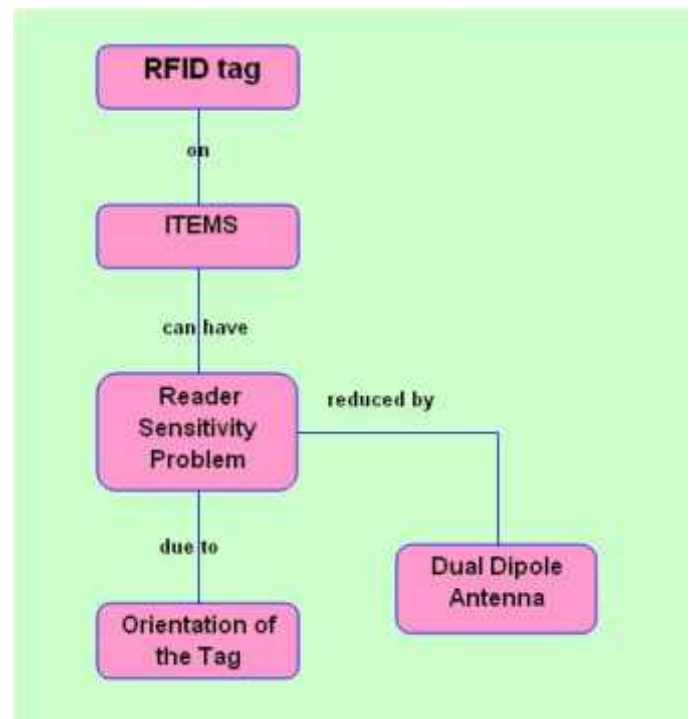 RFID tag
on
ITEMS
can have
Reader
Sensitivity
Problem
reduced by
due to
Dual Dipole
Antenna
Orientation of
the Tag